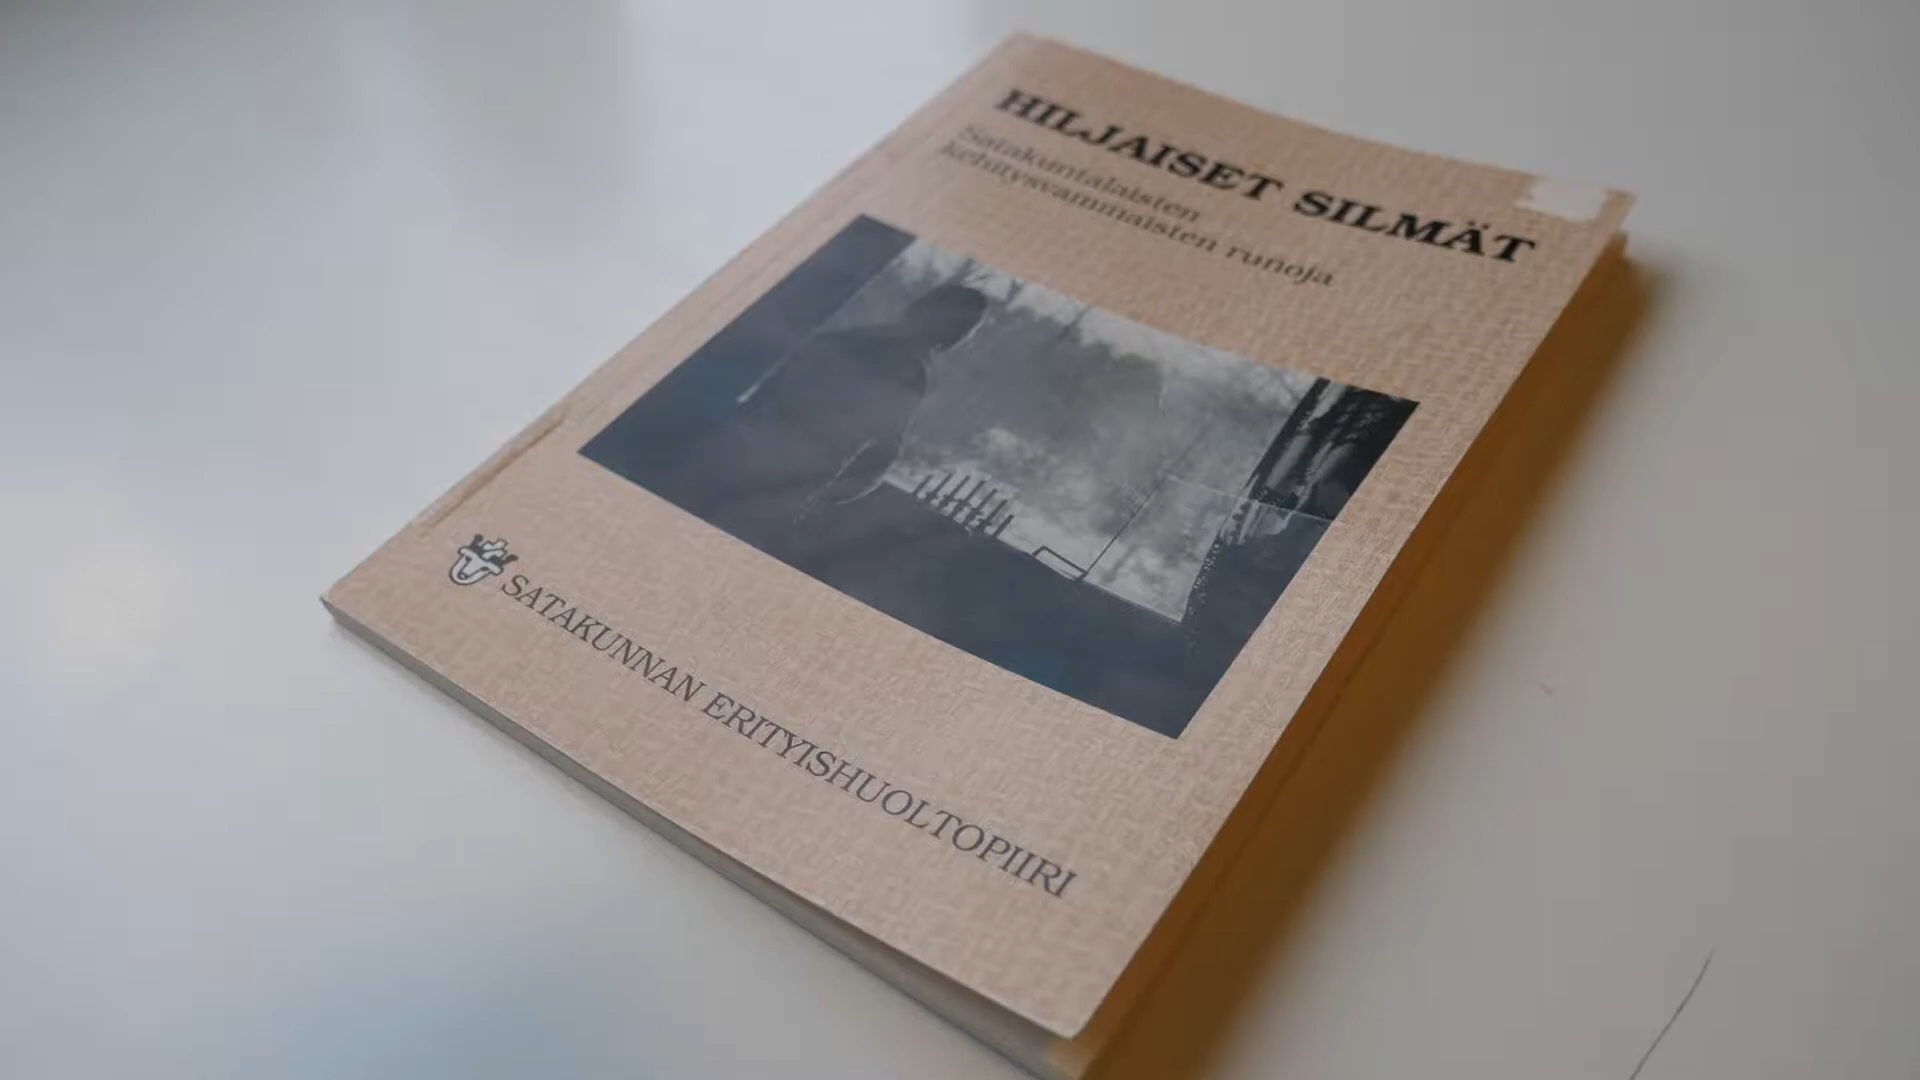 HILJAISET SILMÄT
Satakuntalaisten
kehitysvammaisten runoja
SATAKUNNAN ERITYISHUOLTOPIIRI